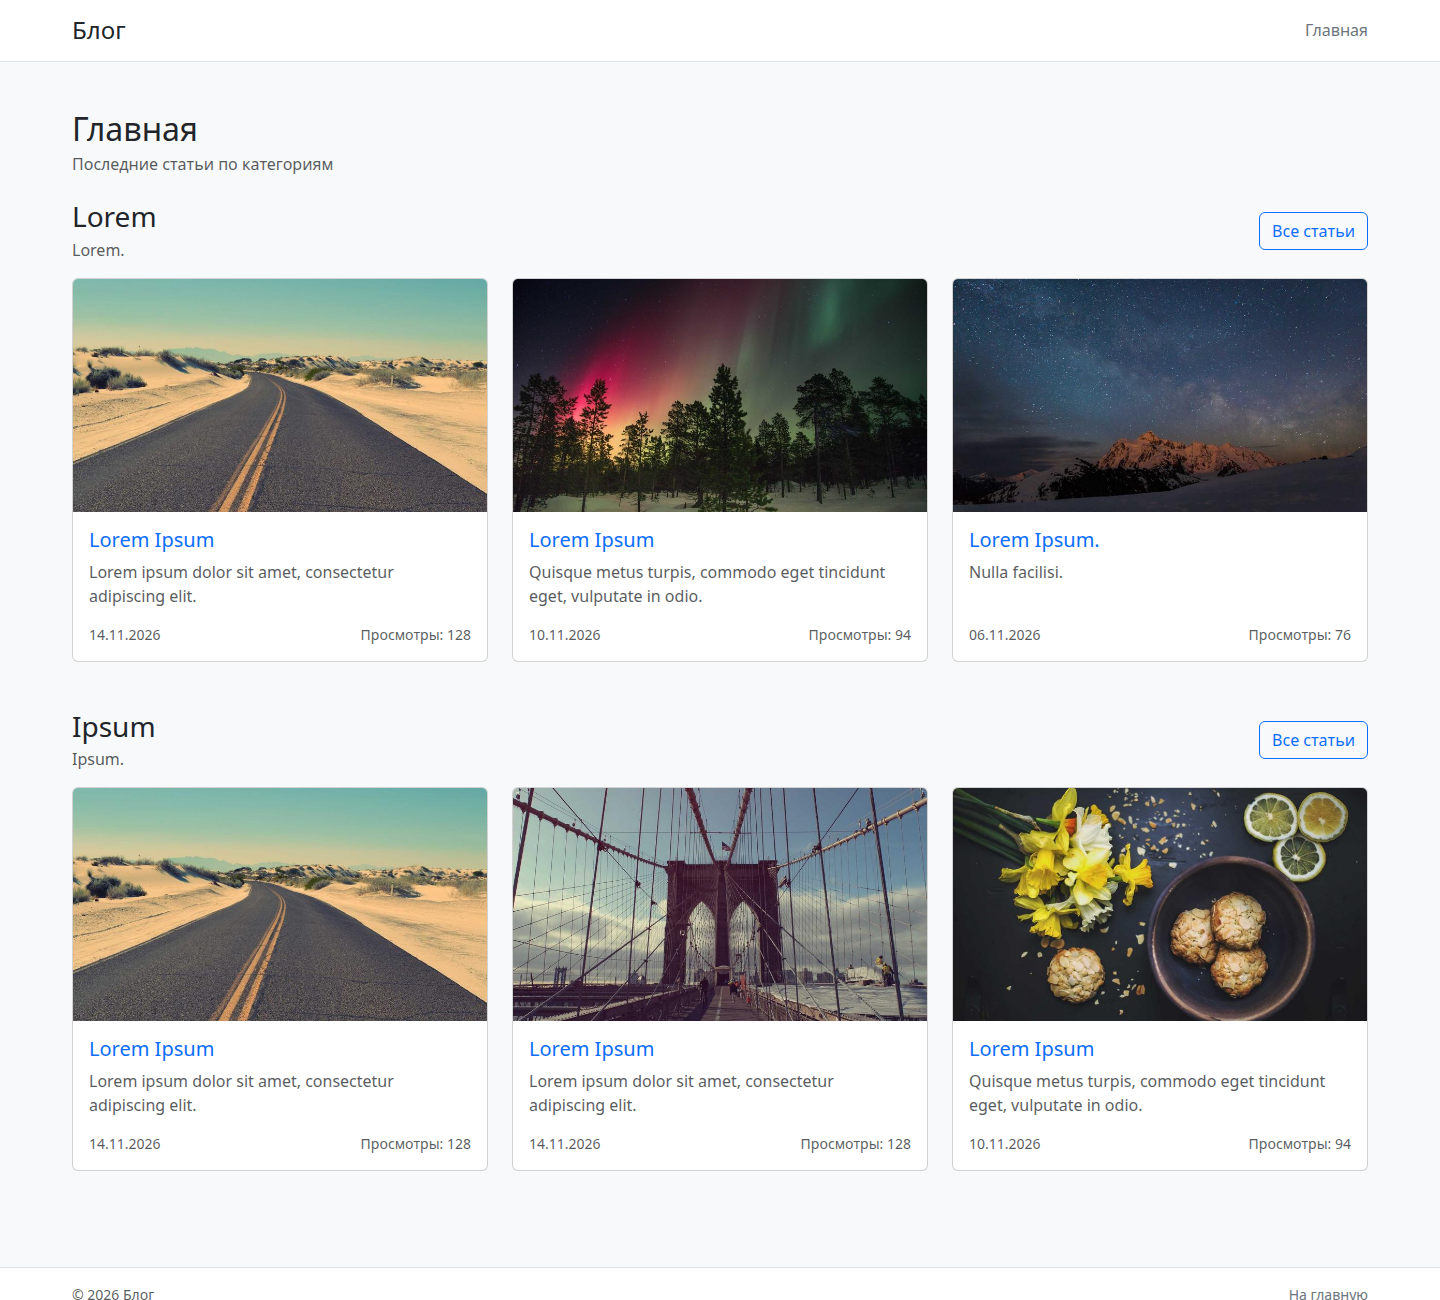 Блог
Главная
Главная
Последние статьи по категориям
Lorem
Lorem.
Все статьи
Lorem Ipsum
Lorem ipsum dolor sit amet, consectetur
adipiscing elit.
14.11.2026
Просмотры: 128
Lorem Ipsum
Quisque metus turpis, commodo eget tincidunt
eget, vulputate in odio.
10.11.2026
Просмотры: 94
Lorem Ipsum.
Nulla facilisi.
06.11.2026
Просмотры: 76
Ipsum
Ipsum.
Все статьи
Lorem Ipsum
Lorem ipsum dolor sit amet, consectetur
adipiscing elit.
14.11.2026
Просмотры: 128
Lorem Ipsum
Lorem ipsum dolor sit amet, consectetur
adipiscing elit.
14.11.2026
Просмотры: 128
Lorem Ipsum
Quisque metus turpis, commodo eget tincidunt
eget, vulputate in odio.
10.11.2026
Просмотры: 94
© 2026 Блог
На главную